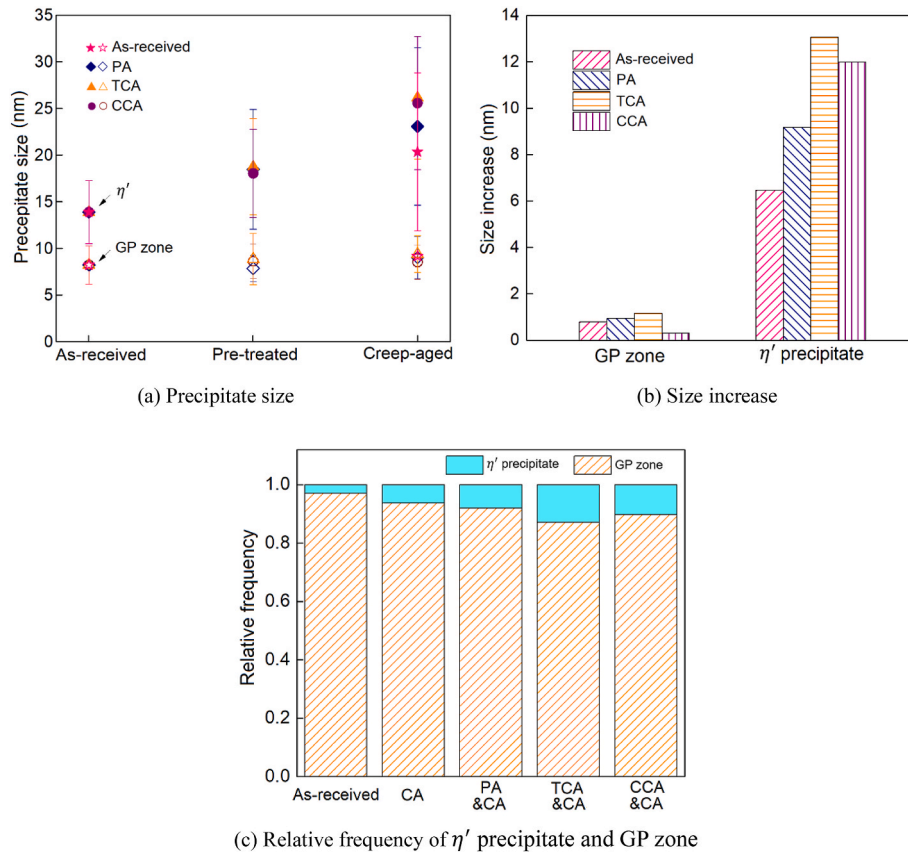 Precepitate size (nm)
35
30
25
20
15
10
5
0
As-received
PA
TCA
CCA
η′
GP zone
As-received
Pre-treated
Creep-aged
(a) Precipitate size
Size increase (nm)
14
12
10
8
6
4
2
0
As-received
PA
TCA
CCA
GP zone
η′ precipitate
(b) Size increase
Relative frequency
1.0
0.8
0.6
0.4
0.2
0.0
η′ precipitate
GP zone
As-received
CA
PA
&CA
TCA
&CA
CCA
&CA
(c) Relative frequency of η′ precipitate and GP zone